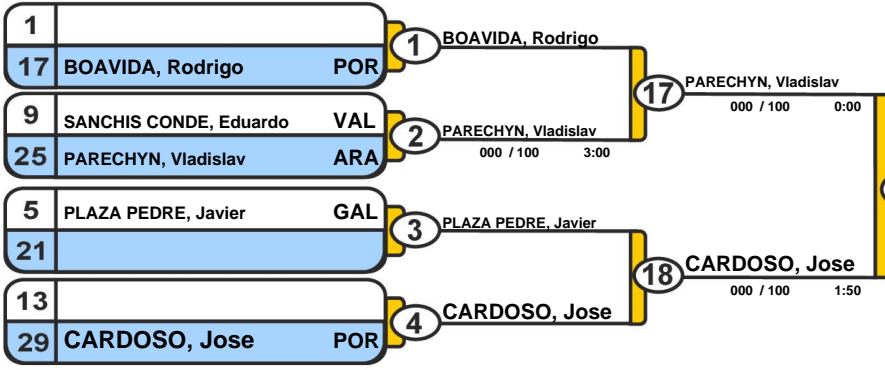 1
17 BOAVIDA, Rodrigo POR
1
BOAVIDA, Rodrigo
9 SANCHIS CONDE, Eduardo VAL
25 PARECHYN, Vladislav ARA
2
PARECHYN, Vladislav
000 / 100 3:00
17
PARECHYN, Vladislav
000 / 100 0:00
5 PLAZA PEDRE, Javier GAL
21
3
PLAZA PEDRE, Javier
13
29 CARDOSO, Jose POR
4
CARDOSO, Jose
18
CARDOSO, Jose
000 / 100 1:50